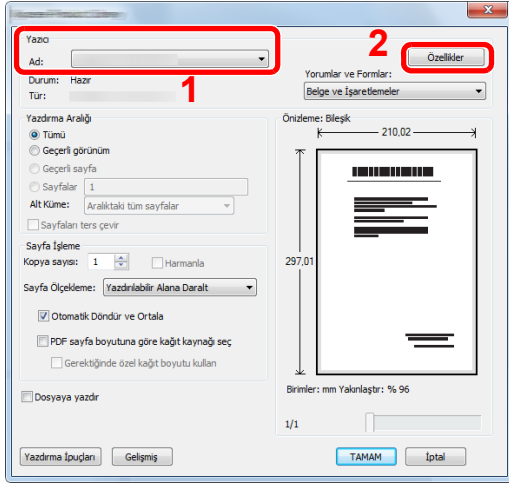 Yazıcı
2
Ad:
Özellikler
1
Durum: Hazır
Tür:
Yorumlar ve Formlar:
Belge ve İşaretlemeler
Yazdırma Aralığı
Tümü
Geçerli görünüm
Geçerli sayfa
Sayfalar 1
Alt Küme: Aralıktaki tüm sayfalar
Sayfaları ters çevir
Sayfa İşleme
Kopya sayısı: 1 Harmanla
Sayfa Ölçekleme: Yazdırılabilir Alana Daralt
Otomatik Döndür ve Ortala
PDF sayfa boyutuna göre kağıt kaynağı seç
Gerektiğinde özel kağıt boyutu kullan
Dosyaya yazdır
Önizleme: Bileşik
210,02
297,01
Birimler: mm Yakınlaştır: % 96
1/1
Yazdırma İpuçları Gelişmiş TAMAM İptal